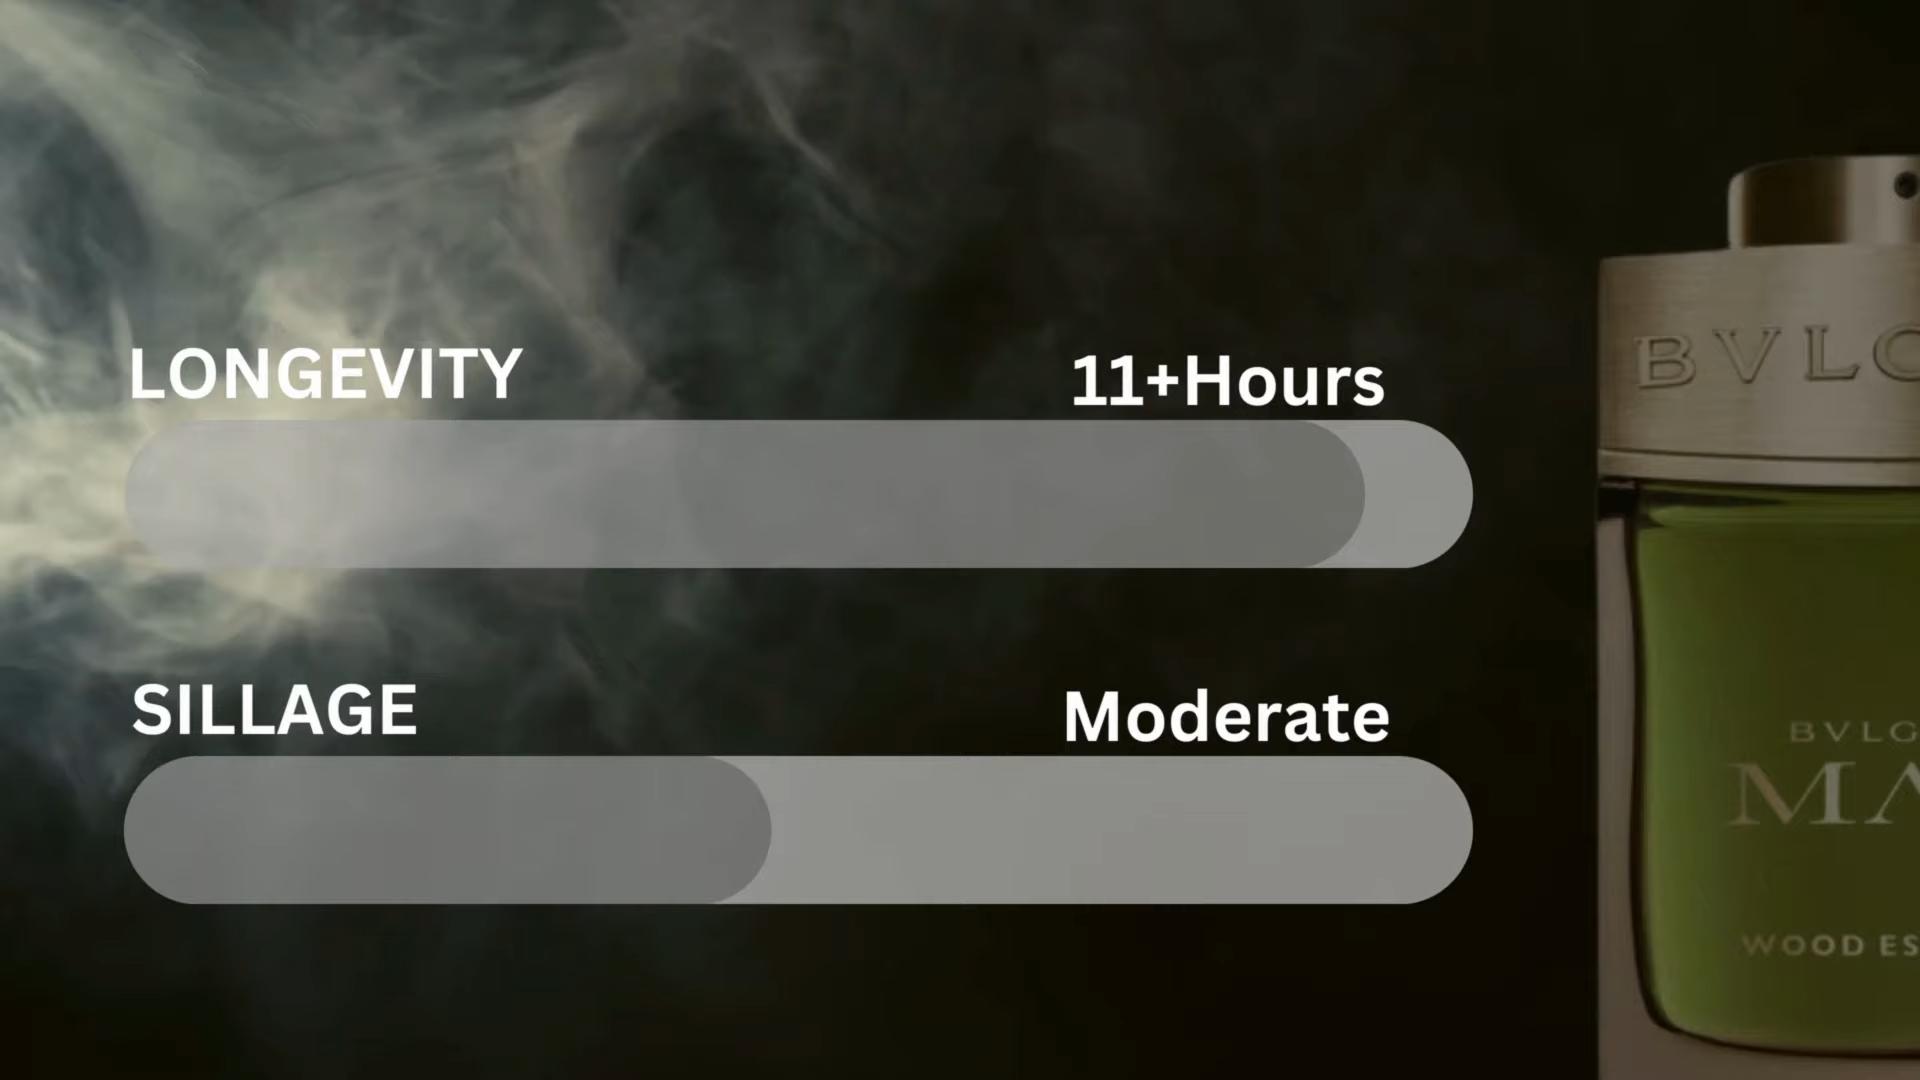 LONGEVITY
11+Hours
SILLAGE
Moderate
BVLG
BVLG
MA
WOOD ES